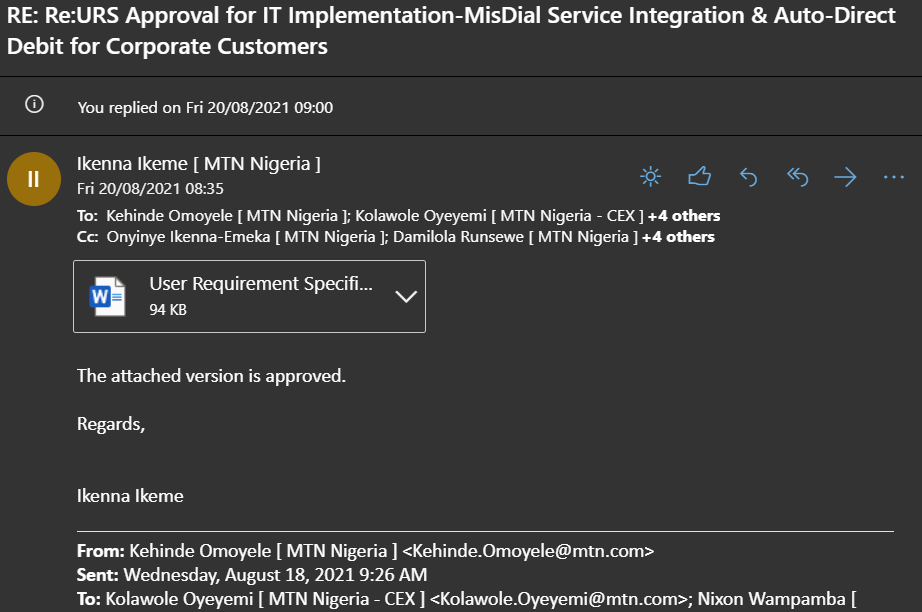 RE: Re:URS Approval for IT Implementation-MisDial Service Integration & Auto-Direct
Debit for Corporate Customers
You replied on Fri 20/08/2021 09:00
II
Ikenna Ikeme [ MTN Nigeria ]
Fri 20/08/2021 08:35
To: Kehinde Omoyele [ MTN Nigeria ]; Kolawole Oyeyemi [ MTN Nigeria - CEX ] +4 others
Cc: Onyinye Ikenna-Emeka [ MTN Nigeria ]; Damilola Runsewe [ MTN Nigeria ] +4 others
W
User Requirement Specifi...
94 KB
The attached version is approved.
Regards,
Ikenna Ikeme
From: Kehinde Omoyele [ MTN Nigeria ] <Kehinde.Omoyele@mtn.com>
Sent: Wednesday, August 18, 2021 9:26 AM
To: Kolawole Oyeyemi [ MTN Nigeria - CEX ] <Kolawole.Oyeyemi@mtn.com>; Nixon Wampamba [